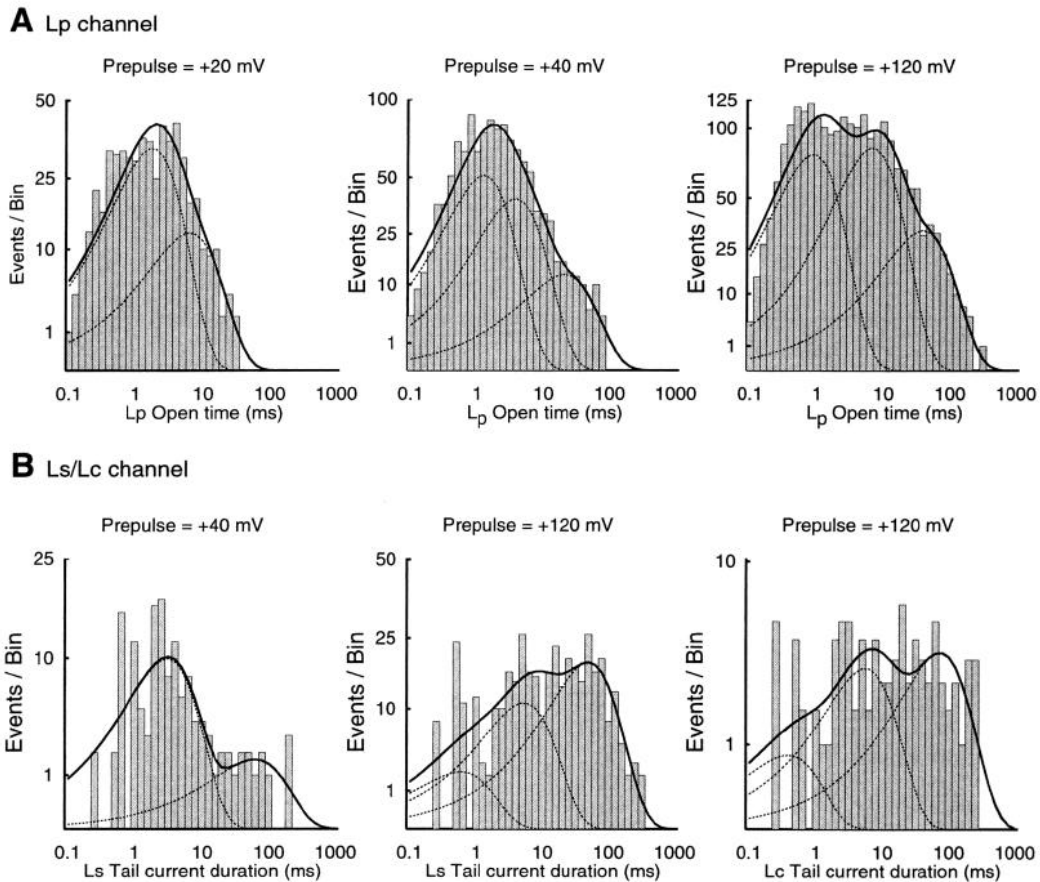 A Lp channel
Prepulse = +20 mV
Prepulse = +40 mV
Prepulse = +120 mV
50
25
10
1
Events / Bin
0.1 1 10 100 1000
Lp Open time (ms)
100
50
25
10
1
Events / Bin
0.1 1 10 100 1000
Lp Open time (ms)
125
100
50
25
10
1
Events / Bin
0.1 1 10 100 1000
Lp Open time (ms)
B Ls/Lc channel
Prepulse = +40 mV
Prepulse = +120 mV
Prepulse = +120 mV
25
10
1
Events / Bin
0.1 1 10 100 1000
Ls Tail current duration (ms)
50
25
10
1
Events / Bin
0.1 1 10 100 1000
Ls Tail current duration (ms)
10
1
Events / Bin
0.1 1 10 100 1000
Lc Tail current duration (ms)